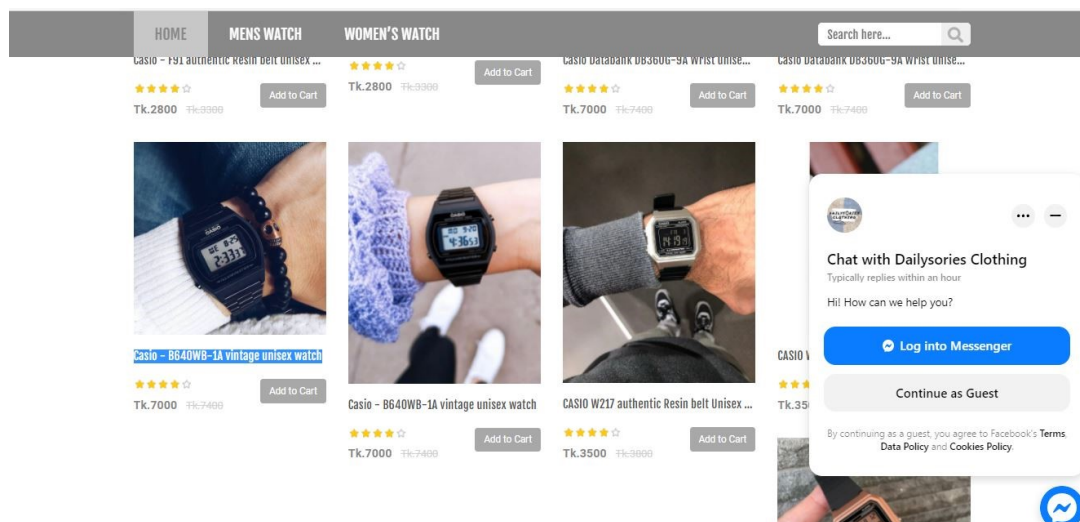 HOME
MENS WATCH
WOMEN'S WATCH
Search here...
Casio – F91 authentic Resin belt Unisex ...
Add to Cart
Tk.2800 Tk.3300
Add to Cart
Tk.2800 Tk.3300
Casio Databank DB360G-9A Wrist Unise...
Add to Cart
Tk.7000 Tk.7400
Casio Databank DB360G-9A Wrist Unise...
Add to Cart
Tk.7000 Tk.7400
Casio – B640WB-1A vintage unisex watch
Add to Cart
Tk.7000 Tk.7400
CASIO
4:36
Casio – B640WB-1A vintage unisex watch
Add to Cart
Tk.7000 Tk.7400
CASIO W217 authentic Resin belt Unisex ...
Add to Cart
Tk.3500 Tk.3800
CASIO
Tk.35
Chat with Dailysories Clothing
Typically replies within an hour
Hi! How can we help you?
Log into Messenger
Continue as Guest
By continuing as a guest, you agree to Facebook's Terms,
Data Policy and Cookies Policy.